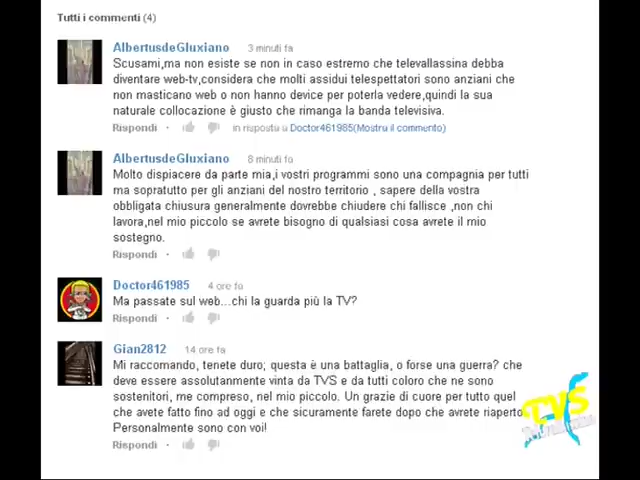 Tutti i commenti (4)
AlbertusdeGluxiano 3 minuti fa
Scusami,ma non esiste se non in caso estremo che televallassina debba
diventare web-tv,considera che molti assidui telespettatori sono anziani che
non masticano web o non hanno device per poterla vedere,quindi la sua
naturale collocazione è giusto che rimanga la banda televisiva.
Rispondi · in risposta a Doctor461985(Mostra il commento)
AlbertusdeGluxiano 8 minuti fa
Molto dispiacere da parte mia,i vostri programmi sono una compagnia per tutti
ma sopratutto per gli anziani del nostro territorio , sapere della vostra
obbligata chiusura generalmente dovrebbe chiudere chi fallisce ,non chi
lavora,nel mio piccolo se avrete bisogno di qualsiasi cosa avrete il mio
sostegno.
Rispondi ·
Doctor461985 4 ore fa
Ma passate sul web...chi la guarda più la TV?
Rispondi ·
Gian2812 14 ore fa
Mi raccomando, tenete duro; questa è una battaglia, o forse una guerra? che
deve essere assolutanmente vinta da TVS e da tutti coloro che ne sono
sostenitori, me compreso, nel mio piccolo. Un grazie di cuore per tutto quel
che avete fatto fino ad oggi e che sicuramente farete dopo che avrete riaperto.
Personalmente sono con voi!
Rispondi ·
TVS